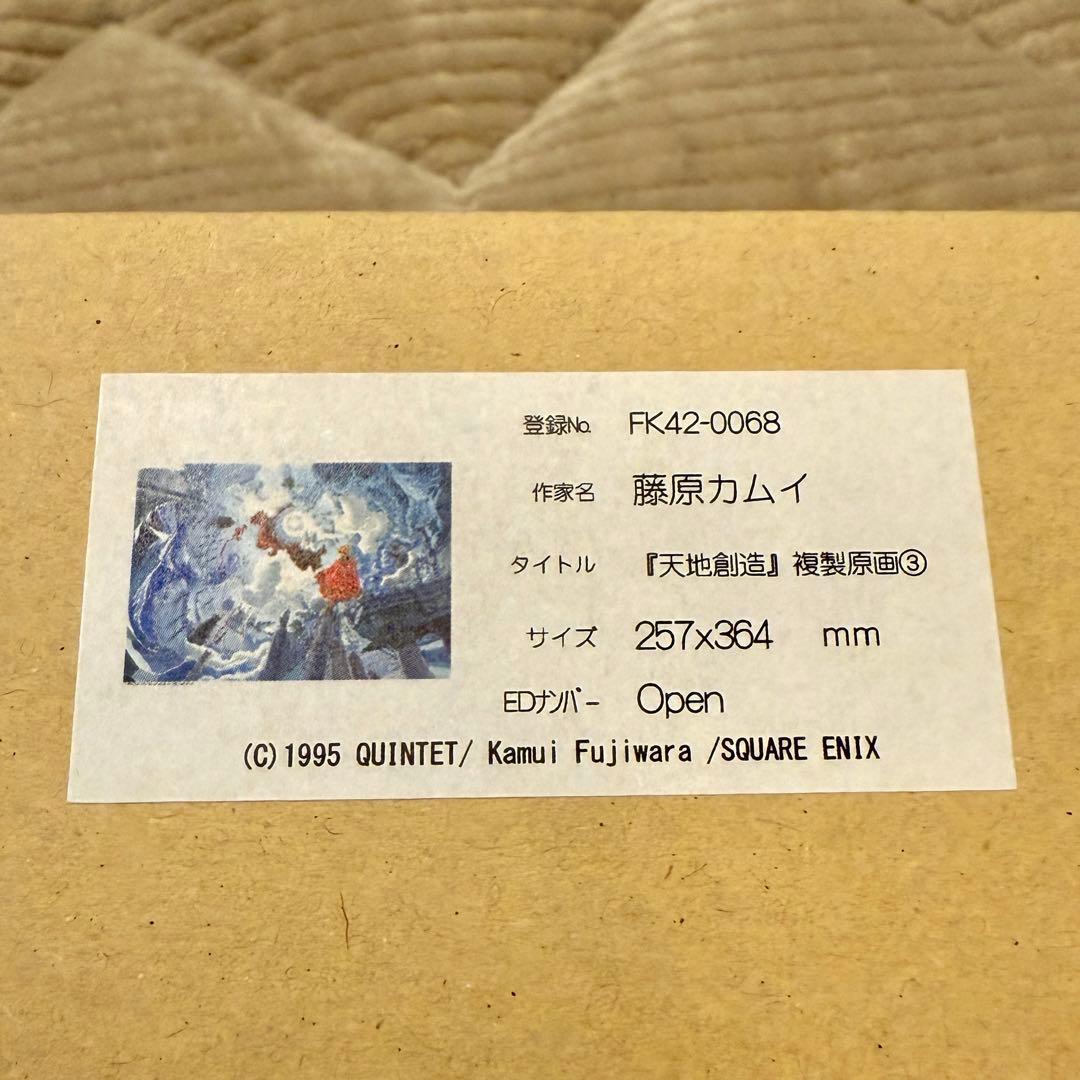 登録No. FK42-0068
作家名 藤原カムイ
タイトル 『天地創造』複製原画③
サイズ 257x364 mm
EDナンバー Open
(C)1995 QUINTET/ Kamui Fujiwara /SQUARE ENIX